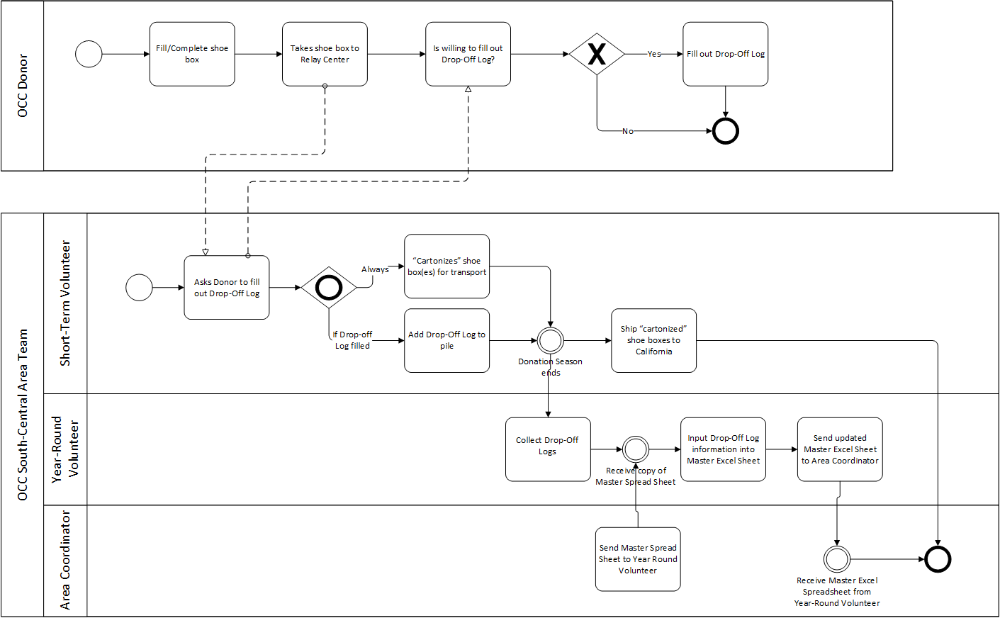 OCC Donor
Fill/Complete shoe
box
Takes shoe box to
Relay Center
Is willing to fill out
Drop-Off Log?
X
Yes
Fill out Drop-Off Log
No
OCC South-Central Area Team
Short-Term Volunteer
Asks Donor to fill
out Drop-Off Log
Always
“Cartonizes” shoe
box(es) for transport
If Drop-off
Log filled
Add Drop-Off Log to
pile
Donation Season
ends
Ship “cartonized”
shoe boxes to
California
Year-Round
Volunteer
Collect Drop-Off
Logs
Receive copy of
Master Spread Sheet
Input Drop-Off Log
information into
Master Excel Sheet
Send updated
Master Excel Sheet
to Area Coordinator
Area Coordinator
Send Master Spread
Sheet to Year Round
Volunteer
Receive Master Excel
Spreadsheet from
Year-Round Volunteer